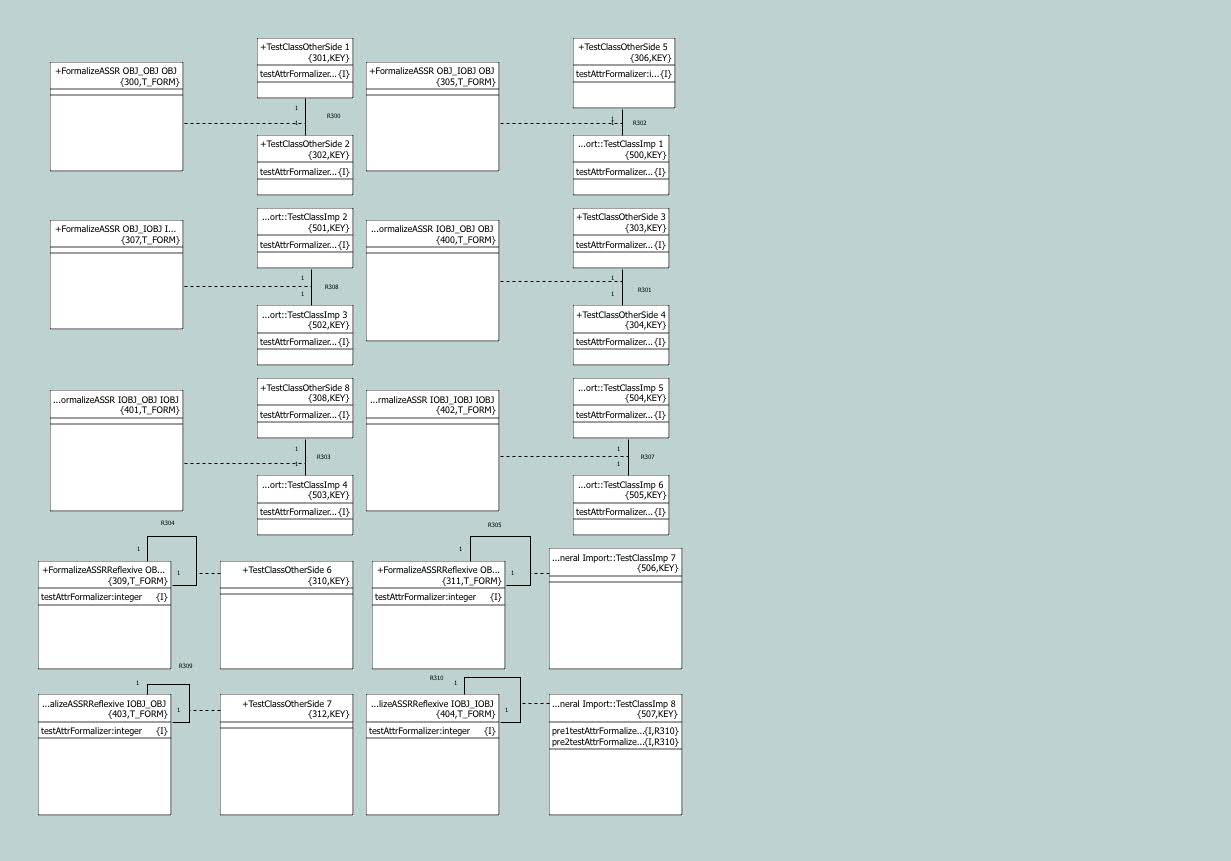 +TestClassOtherSide 1
{301,KEY}
testAttrFormalizer... {I}
+TestClassOtherSide 5
{306,KEY}
testAttrFormalizer:i... {I}
+FormalizeASSR OBJ_OBJ OBJ
{300,T_FORM}
+FormalizeASSR OBJ_IOBJ OBJ
{305,T_FORM}
1
R300
1
1
R302
+TestClassOtherSide 2
{302,KEY}
testAttrFormalizer... {I}
...ort::TestClassImp 1
{500,KEY}
testAttrFormalizer... {I}
+FormalizeASSR OBJ_IOBJ I...
{307,T_FORM}
...ort::TestClassImp 2
{501,KEY}
testAttrFormalizer... {I}
...ormalizeASSR IOBJ_OBJ OBJ
{400,T_FORM}
+TestClassOtherSide 3
{303,KEY}
testAttrFormalizer... {I}
1
R308
1
1
R301
1
...ort::TestClassImp 3
{502,KEY}
testAttrFormalizer... {I}
+TestClassOtherSide 4
{304,KEY}
testAttrFormalizer... {I}
...ormalizeASSR IOBJ_OBJ IOBJ
{401,T_FORM}
+TestClassOtherSide 8
{308,KEY}
testAttrFormalizer... {I}
...rmalizeASSR IOBJ_IOBJ IOBJ
{402,T_FORM}
...ort::TestClassImp 5
{504,KEY}
testAttrFormalizer... {I}
1
R303
1
1
R307
1
...ort::TestClassImp 4
{503,KEY}
testAttrFormalizer... {I}
...ort::TestClassImp 6
{505,KEY}
testAttrFormalizer... {I}
R304
1
1
R305
1
1
+FormalizeASSRReflexive OB...
{309,T_FORM}
testAttrFormalizer:integer {I}
+TestClassOtherSide 6
{310,KEY}
+FormalizeASSRReflexive OB...
{311,T_FORM}
testAttrFormalizer:integer {I}
...neral Import::TestClassImp 7
{506,KEY}
R309
1
1
R310
1
1
...alizeASSRReflexive IOBJ_OBJ
{403,T_FORM}
testAttrFormalizer:integer {I}
+TestClassOtherSide 7
{312,KEY}
...lizeASSRReflexive IOBJ_IOBJ
{404,T_FORM}
testAttrFormalizer:integer {I}
...neral Import::TestClassImp 8
{507,KEY}
pre1testAttrFormalize...{I,R310}
pre2testAttrFormalize...{I,R310}